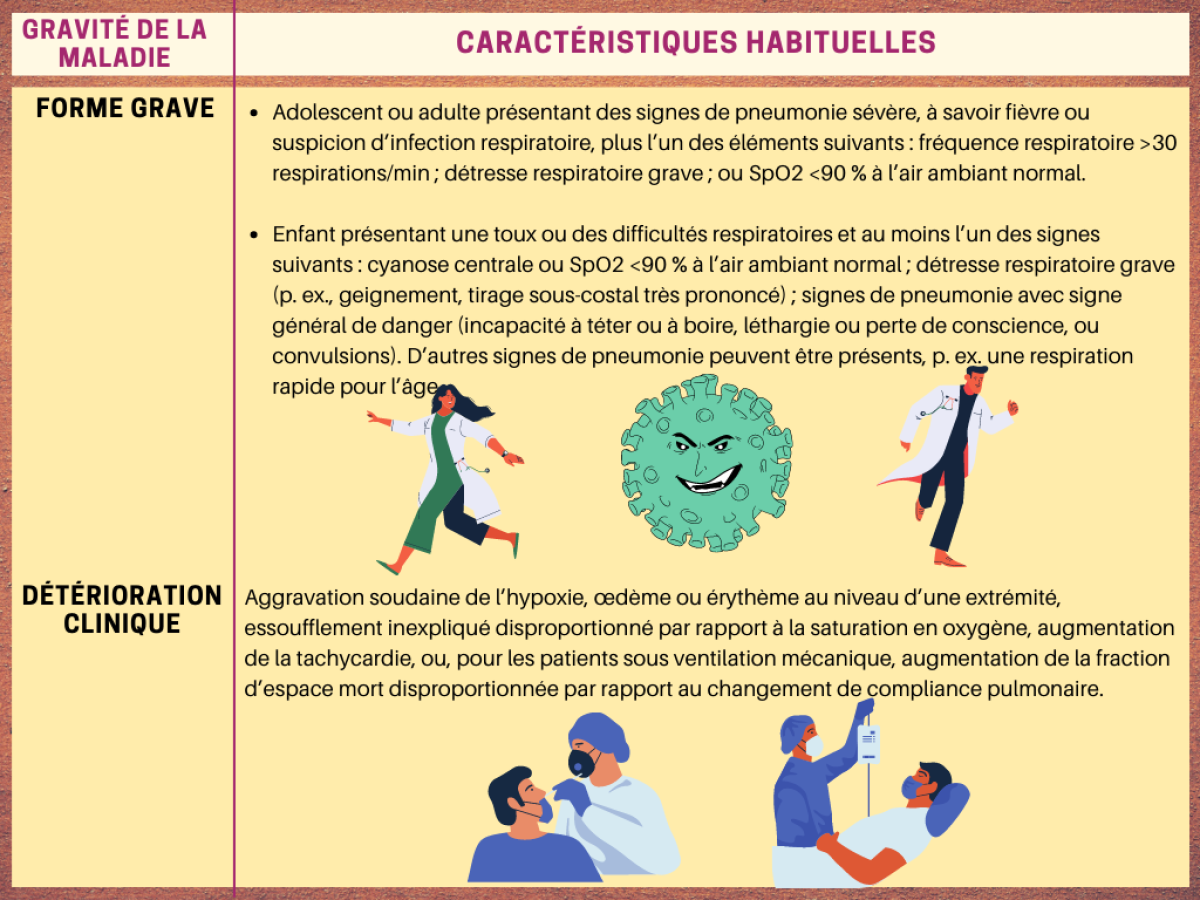 GRAVITÉ DE LA
MALADIE
CARACTÉRISTIQUES HABITUELLES
FORME GRAVE
• Adolescent ou adulte présentant des signes de pneumonie sévère, à savoir fièvre ou
suspicion d’infection respiratoire, plus l’un des éléments suivants : fréquence respiratoire >30
respirations/min ; détresse respiratoire grave ; ou SpO2 <90 % à l’air ambiant normal.
• Enfant présentant une toux ou des difficultés respiratoires et au moins l’un des signes
suivants : cyanose centrale ou SpO2 <90 % à l’air ambiant normal ; détresse respiratoire grave
(p. ex., geignement, tirage sous-costal très prononcé) ; signes de pneumonie avec signe
général de danger (incapacité à téter ou à boire, léthargie ou perte de conscience, ou
convulsions). D’autres signes de pneumonie peuvent être présents, p. ex. une respiration
rapide pour l’âge
DÉTÉRIORATION
CLINIQUE
Aggravation soudaine de l’hypoxie, œdème ou érythème au niveau d’une extrémité,
essoufflement inexpliqué disproportionné par rapport à la saturation en oxygène, augmentation
de la tachycardie, ou, pour les patients sous ventilation mécanique, augmentation de la fraction
d’espace mort disproportionnée par rapport au changement de compliance pulmonaire.